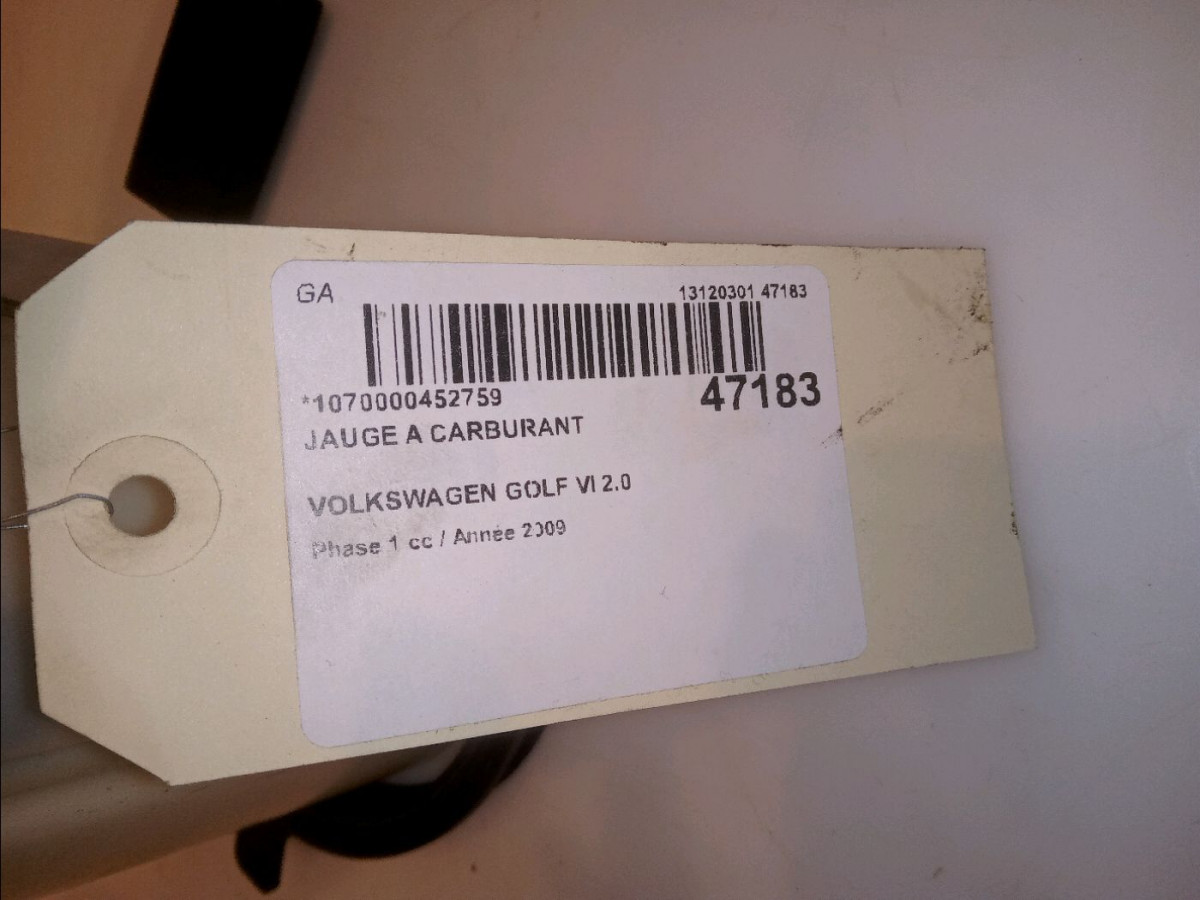 GA 13120301 47183
*1070000452759 47183
JAUGE A CARBURANT
VOLKSWAGEN GOLF VI 2.0
Phase 1 cc / Année 2009